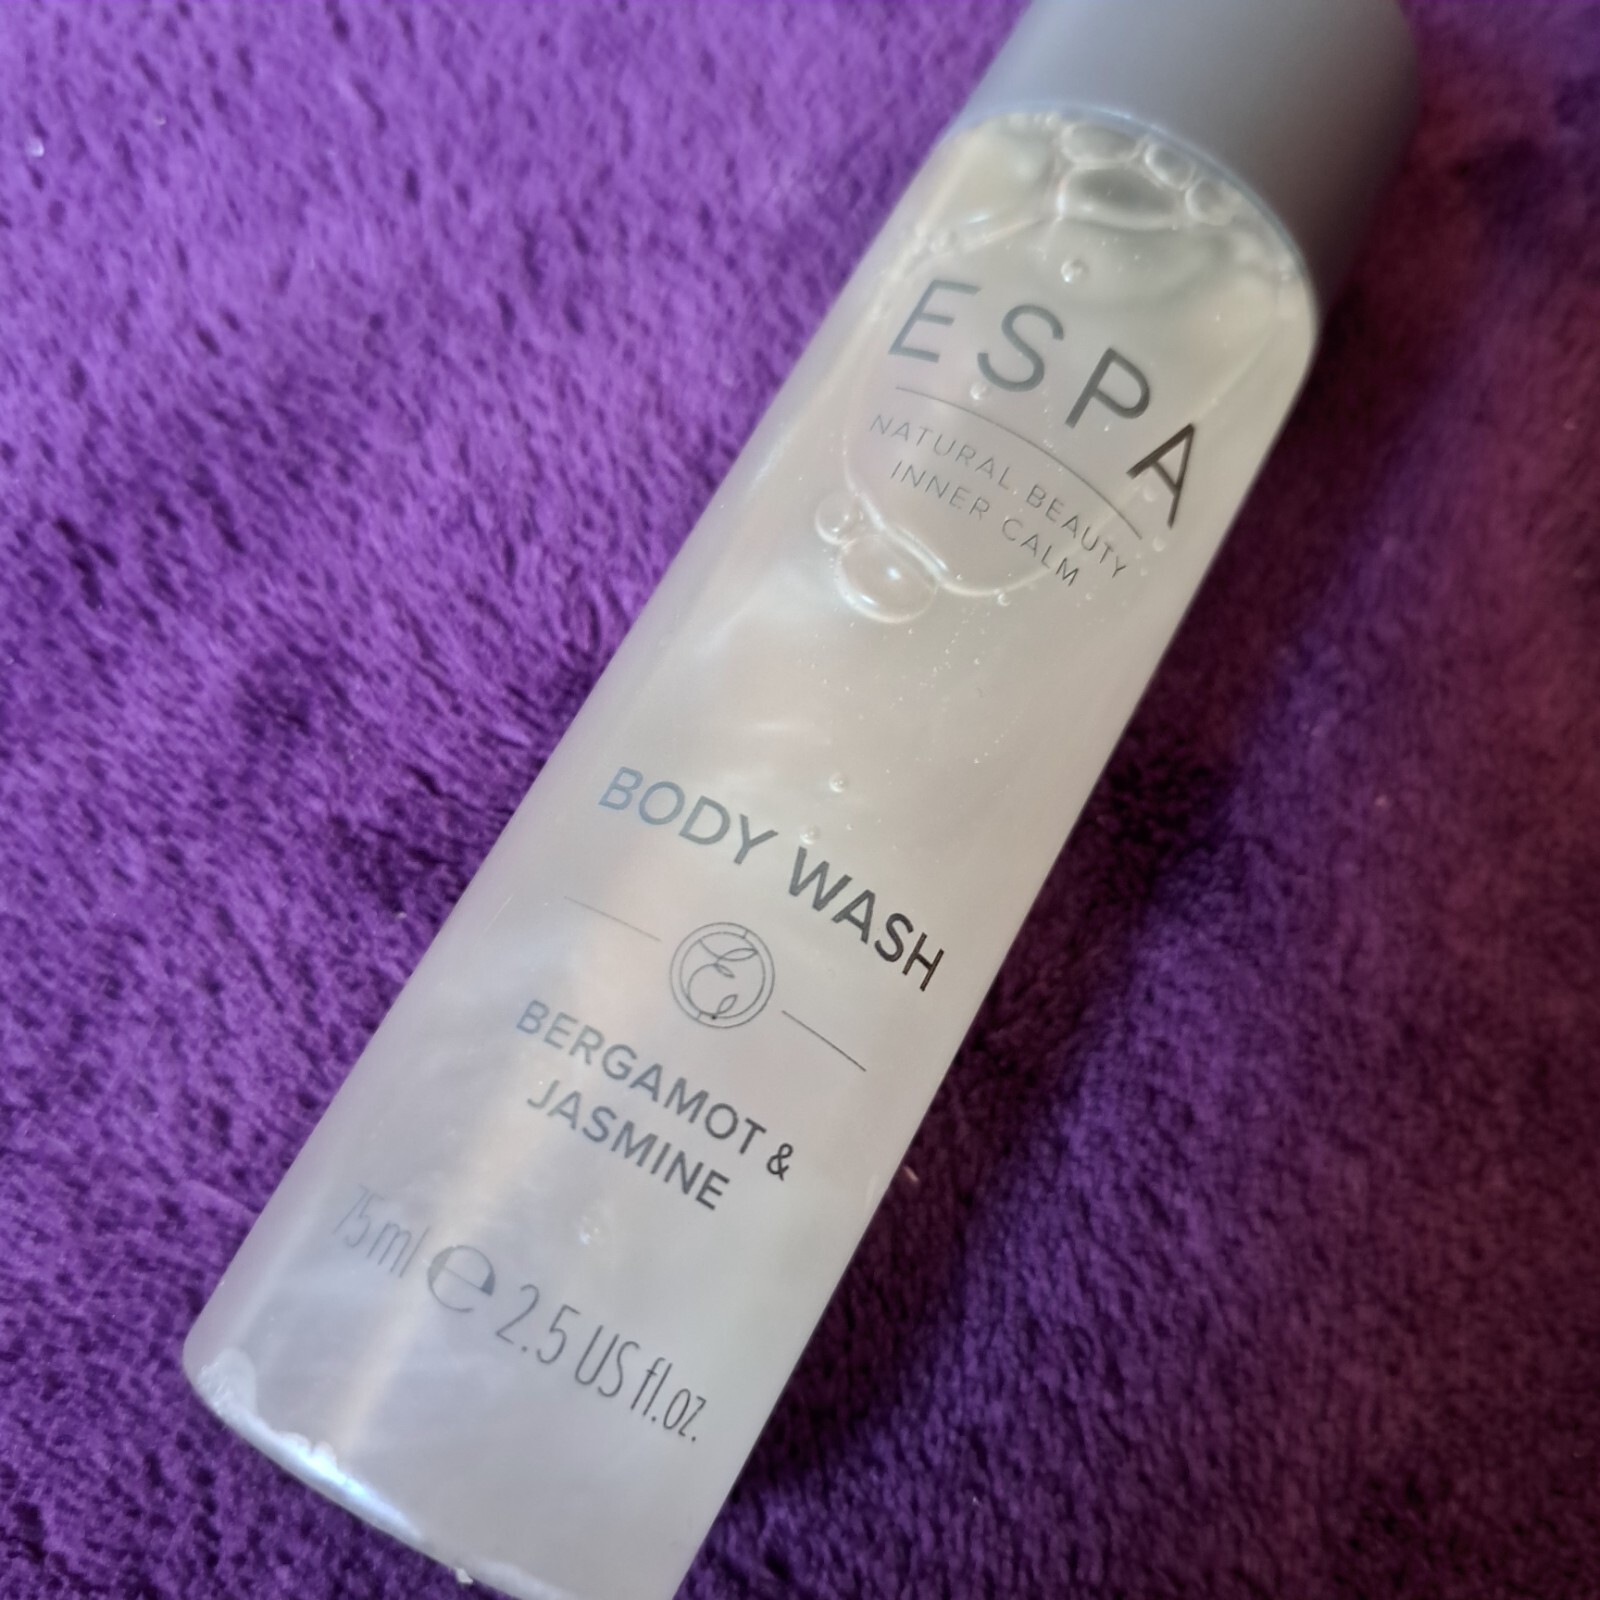 ESPA
NATURAL BEAUTY
INNER CALM
BODY WASH
BERGAMOT &
JASMINE
75ml ℮ 2.5 US fl.oz.